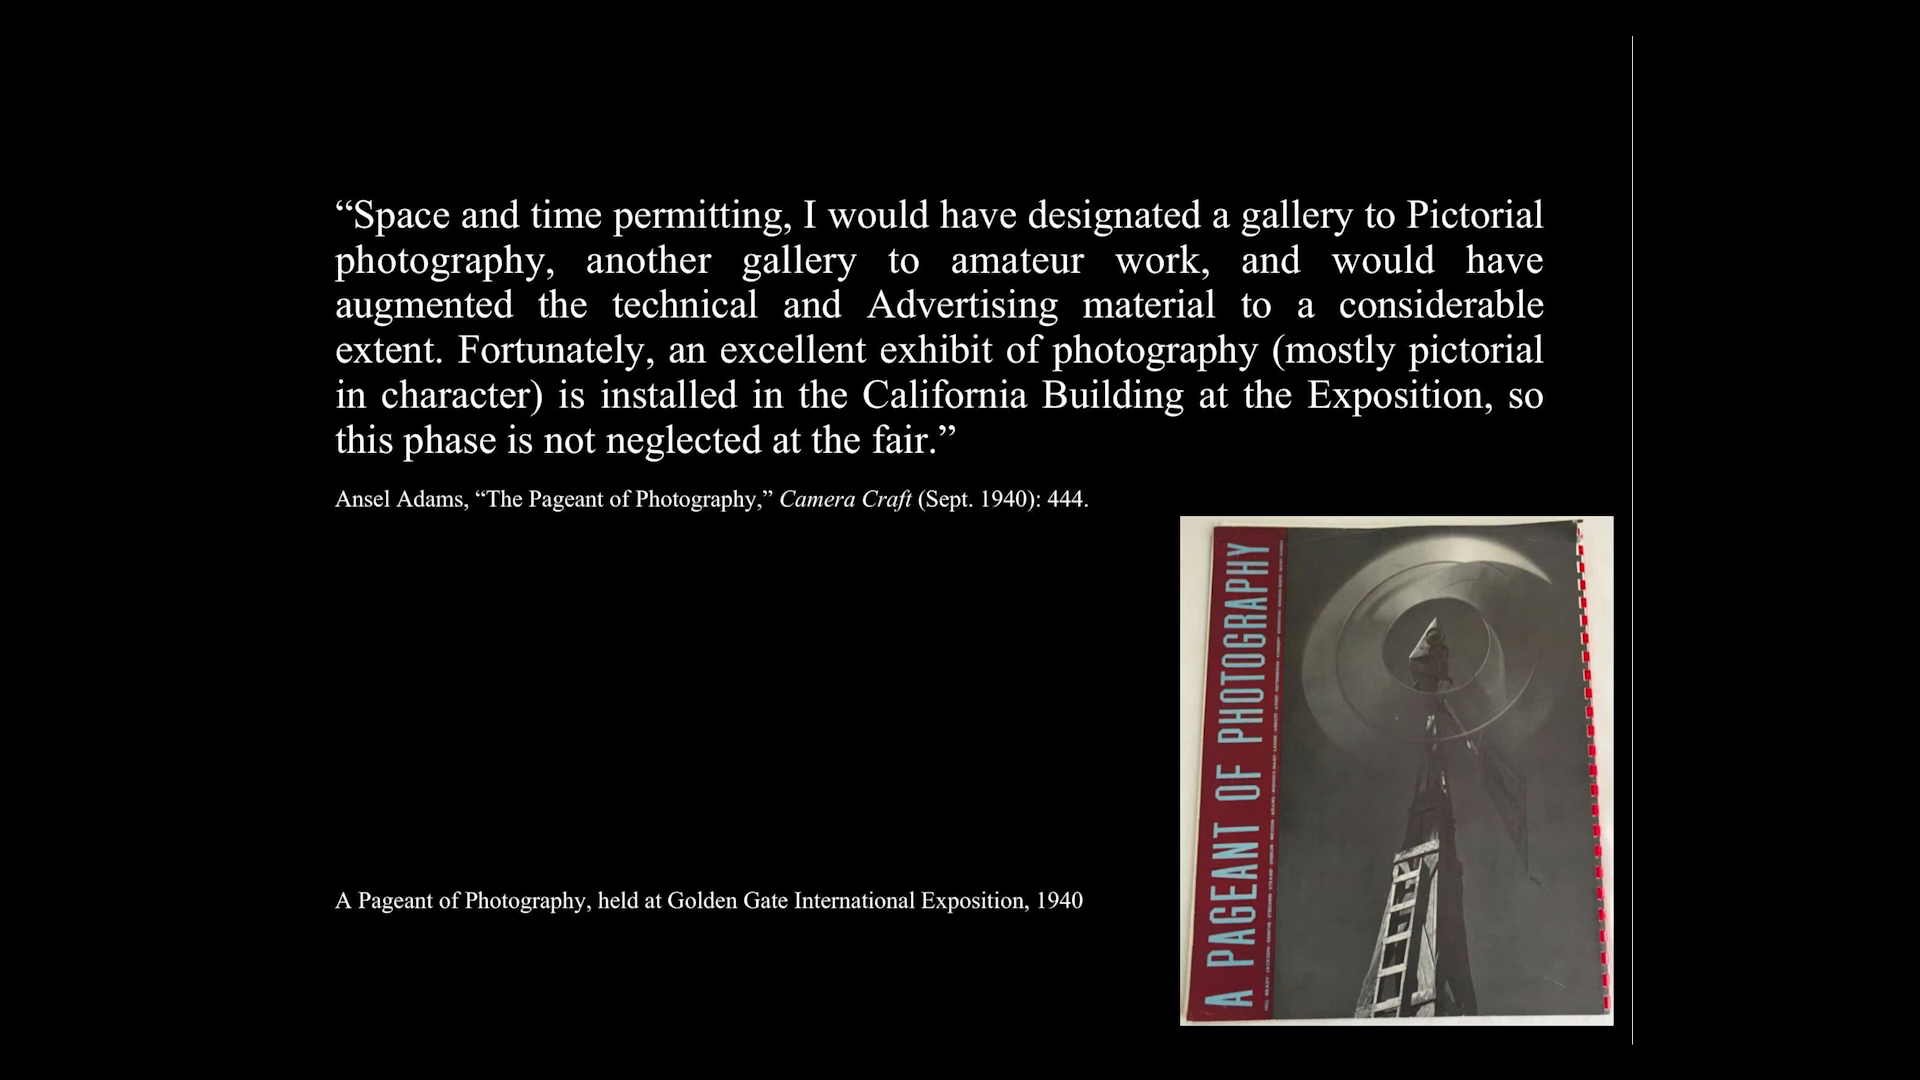 “Space and time permitting, I would have designated a gallery to Pictorial
photography, another gallery to amateur work, and would have
augmented the technical and Advertising material to a considerable
extent. Fortunately, an excellent exhibit of photography (mostly pictorial
in character) is installed in the California Building at the Exposition, so
this phase is not neglected at the fair.”
Ansel Adams, “The Pageant of Photography,” Camera Craft (Sept. 1940): 444.
A PAGEANT OF PHOTOGRAPHY
A Pageant of Photography, held at Golden Gate International Exposition, 1940